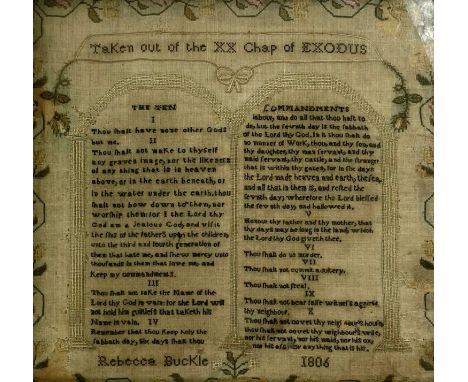 Taken out of the XX Chap of EXODUS
THE TEN
I
Thou shalt have none other Gods
but me.
II
Thou shalt not make to thyself
any graven image, nor the likeness
of any thing that is in heaven
above, or in the earth beneath, or
in the water under the earth, thou
shalt not bow down to them, nor
worship them: for I the Lord thy
God am a Jealous God, and visit
the sins of the fathers upon the children,
unto the third and fourth generation of
them that hate me, and shew mercy unto
thousands in them that love me, and
keep my commandments.
III
Thou shalt not take the Name of the
Lord thy God in vain: for the Lord will
not hold him guiltless that taketh his
Name in vain. IV
Remember that thou keep holy the
sabbath day, six days shalt thou
COMMANDMENTS
labour, and do all that thou hast to
do, but the seventh day is the sabbath
of the Lord thy God. In it thou shalt do
no manner of Work, thou, and thy son, and
thy daughter, thy man servant, and thy
maid servant, thy cattle, and the stranger
that is within thy gates, for in six days
the Lord made heaven and earth, the sea,
and all that in them is, and rested the
seventh day; wherefore the Lord blessed
the seventh day, and hallowed it.
V
Honour thy father and thy mother, that
thy days may be long in the land, which
the Lord thy God giveth thee.
VI
Thou shalt do no murder.
VII
Thou shalt not commit adultery.
VIII
Thou shalt not steal.
IX
Thou shalt not bear false witness against
thy neighbour. X
Thou shalt not covet thy neighbour's house
thou shalt not covet thy neighbour's wife,
nor his servant, nor his maid, nor his ox,
nor his ass, nor any thing that is his.
Rebecca Buckle 1806